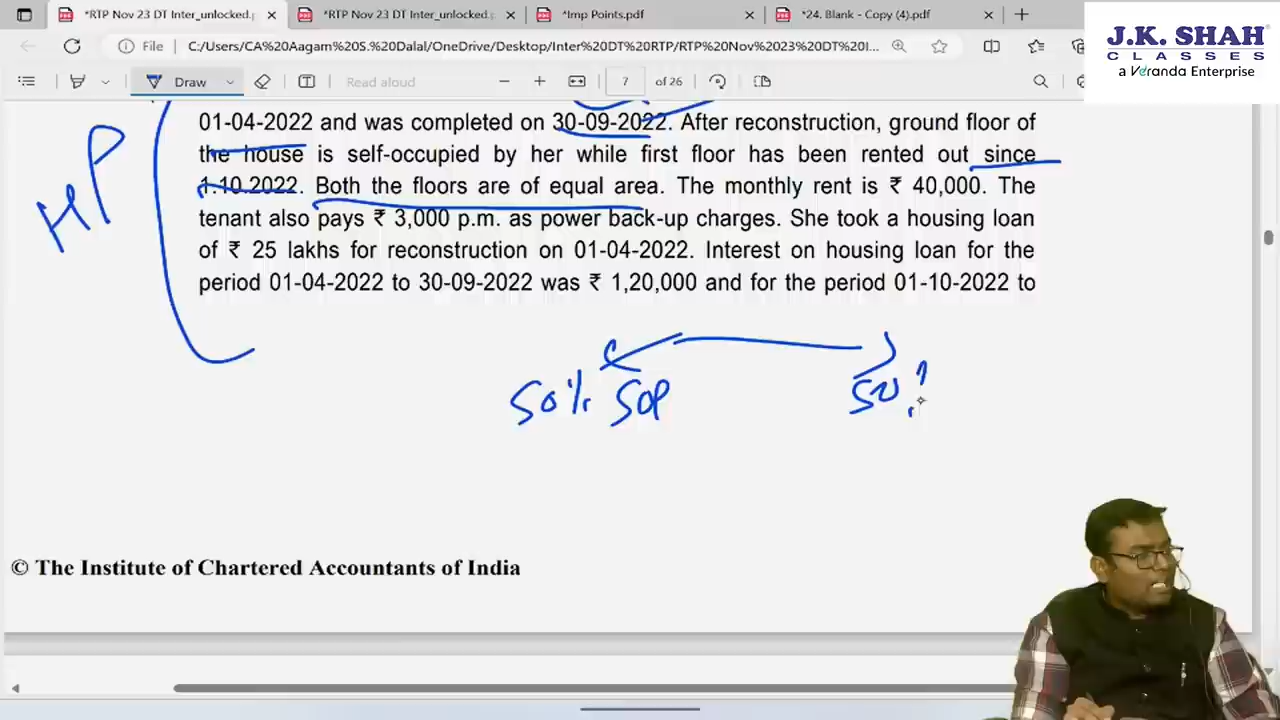 *RTP Nov 23 DT Inter_unlocked.p
*RTP Nov 23 DT Inter_unlocked.p
*Imp Points.pdf
*24. Blank - Copy (4).pdf
J.K. SHAH
CLASSES
a Veranda Enterprise
File
C:/Users/CA%20Aagam%20S.%20Dalal/OneDrive/Desktop/Inter%20DT%20RTP/RTP%20Nov%202023%20DT%20I...
Draw
Read aloud
7
of 26
01-04-2022 and was completed on 30-09-2022. After reconstruction, ground floor of
the house is self-occupied by her while first floor has been rented out since
1.10.2022. Both the floors are of equal area. The monthly rent is ₹ 40,000. The
tenant also pays ₹ 3,000 p.m. as power back-up charges. She took a housing loan
of ₹ 25 lakhs for reconstruction on 01-04-2022. Interest on housing loan for the
period 01-04-2022 to 30-09-2022 was ₹ 1,20,000 and for the period 01-10-2022 to
HP
50% SOP
50
© The Institute of Chartered Accountants of India